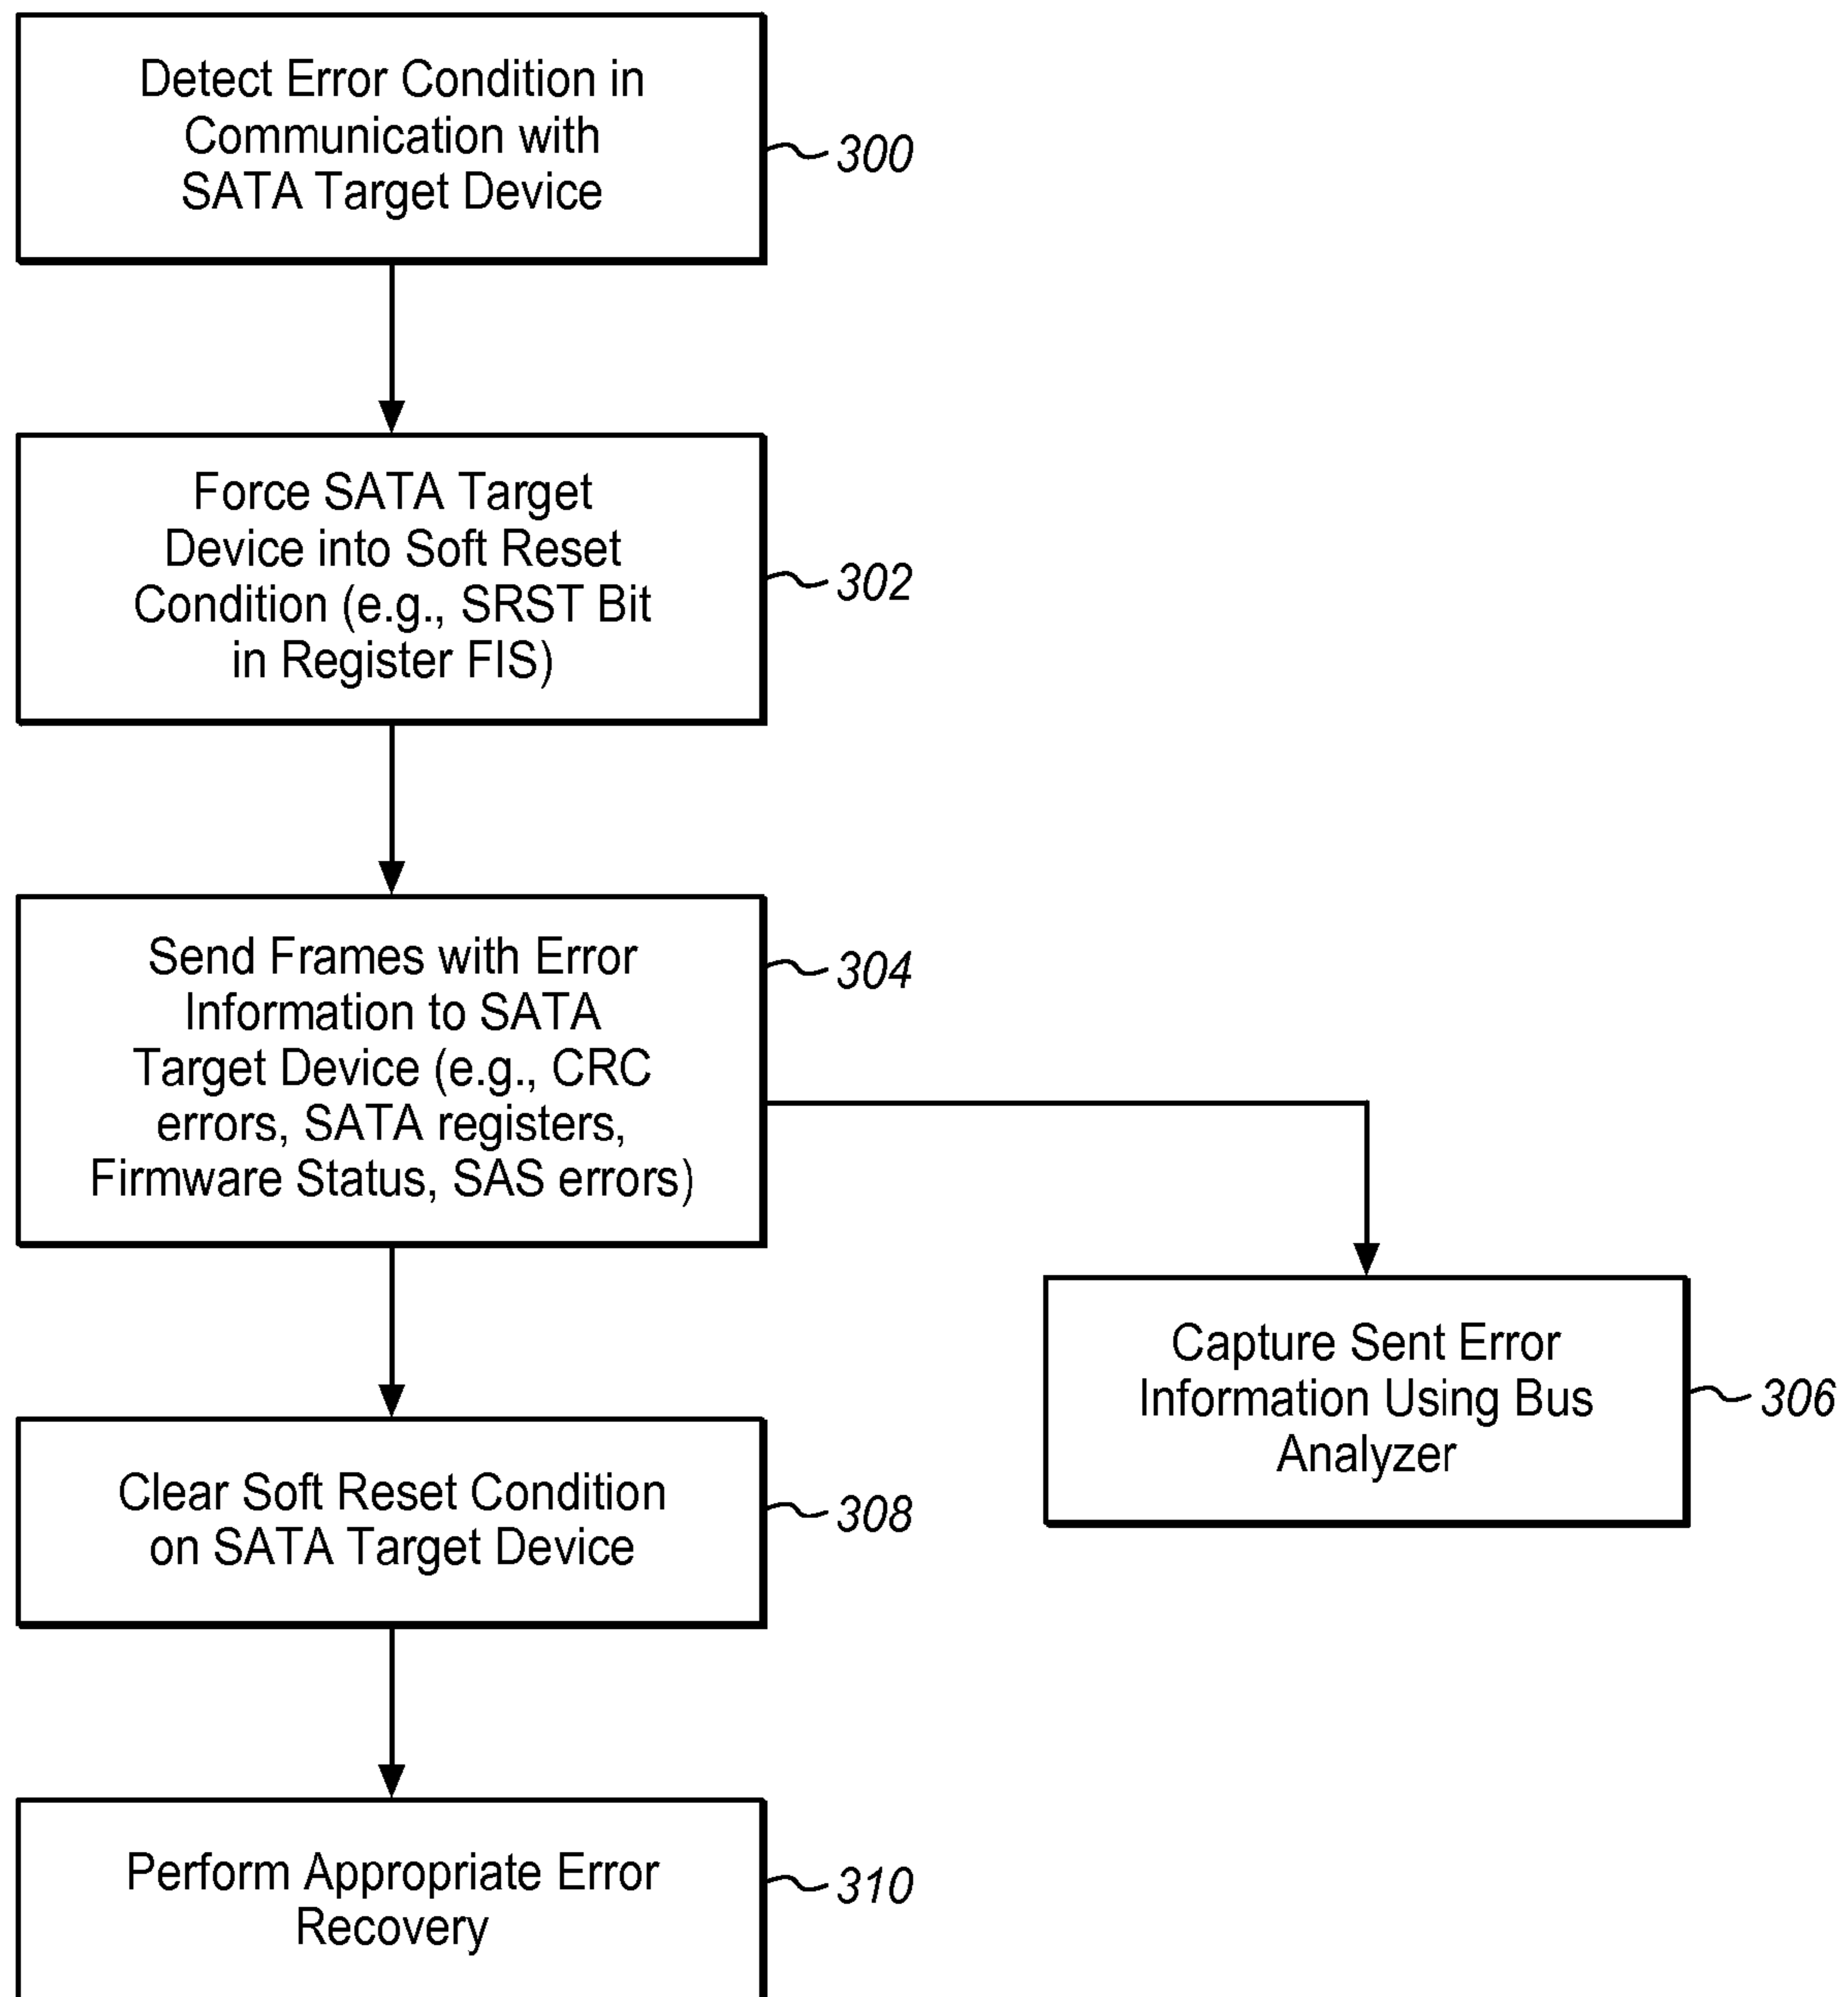 Detect Error Condition in
Communication with
SATA Target Device
300
Force SATA Target
Device into Soft Reset
Condition (e.g., SRST Bit
in Register FIS)
302
Send Frames with Error
Information to SATA
Target Device (e.g., CRC
errors, SATA registers,
Firmware Status, SAS errors)
304
Capture Sent Error
Information Using Bus
Analyzer
306
Clear Soft Reset Condition
on SATA Target Device
308
Perform Appropriate Error
Recovery
310